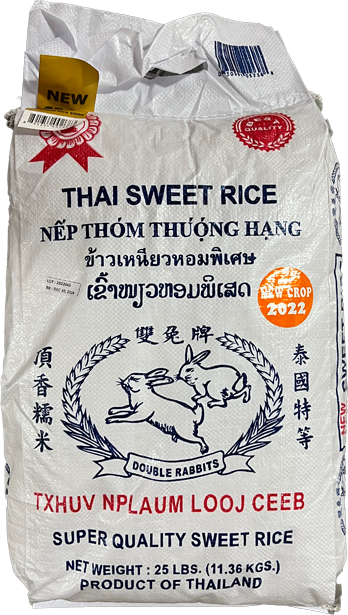 NEW
QUALITY
THAI SWEET RICE
NẾP THÓM THƯỢNG HẠNG
ข้าวเหนียวหอมพิเศษ
ເຂົ້າໜຽວຫອມພິເສດ
NEW CROP
2022
雙兔牌
頂香糯米
泰國特等
DOUBLE RABBITS
TXHUV NPLAUM LOOJ CEEB
SUPER QUALITY SWEET RICE
NET WEIGHT : 25 LBS. (11.36 KGS.)
PRODUCT OF THAILAND
NEW SWEET